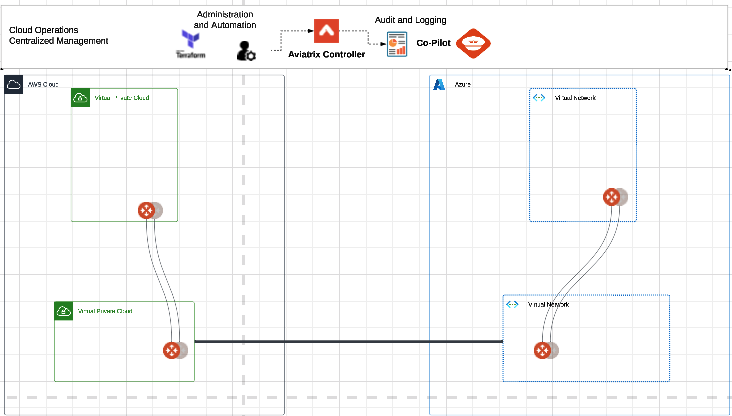 Cloud Operations
Centralized Management
Administration
and Automation
Terraform
Aviatrix Controller
Audit and Logging
Co-Pilot
AWS Cloud
Virtual Private Cloud
Azure
Virtual Network
Virtual Private Cloud
Virtual Network